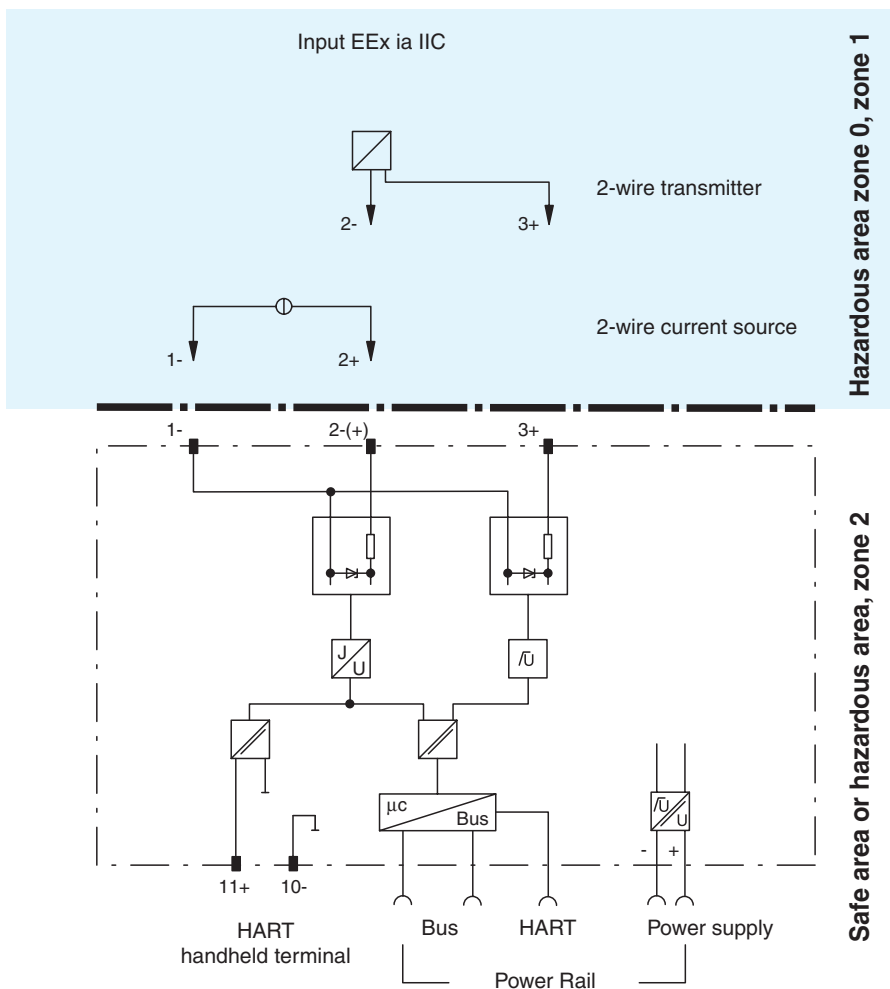 Input EEx ia IIC
Hazardous area zone 0, zone 1
2-wire transmitter
2-
3+
2-wire current source
1-
2+
1-
2-(+)
3+
Safe area or hazardous area, zone 2
J
U
/Ū
μc
Bus
/Ū
U
-
+
11+
10-
HART
handheld terminal
Bus
HART
Power supply
Power Rail